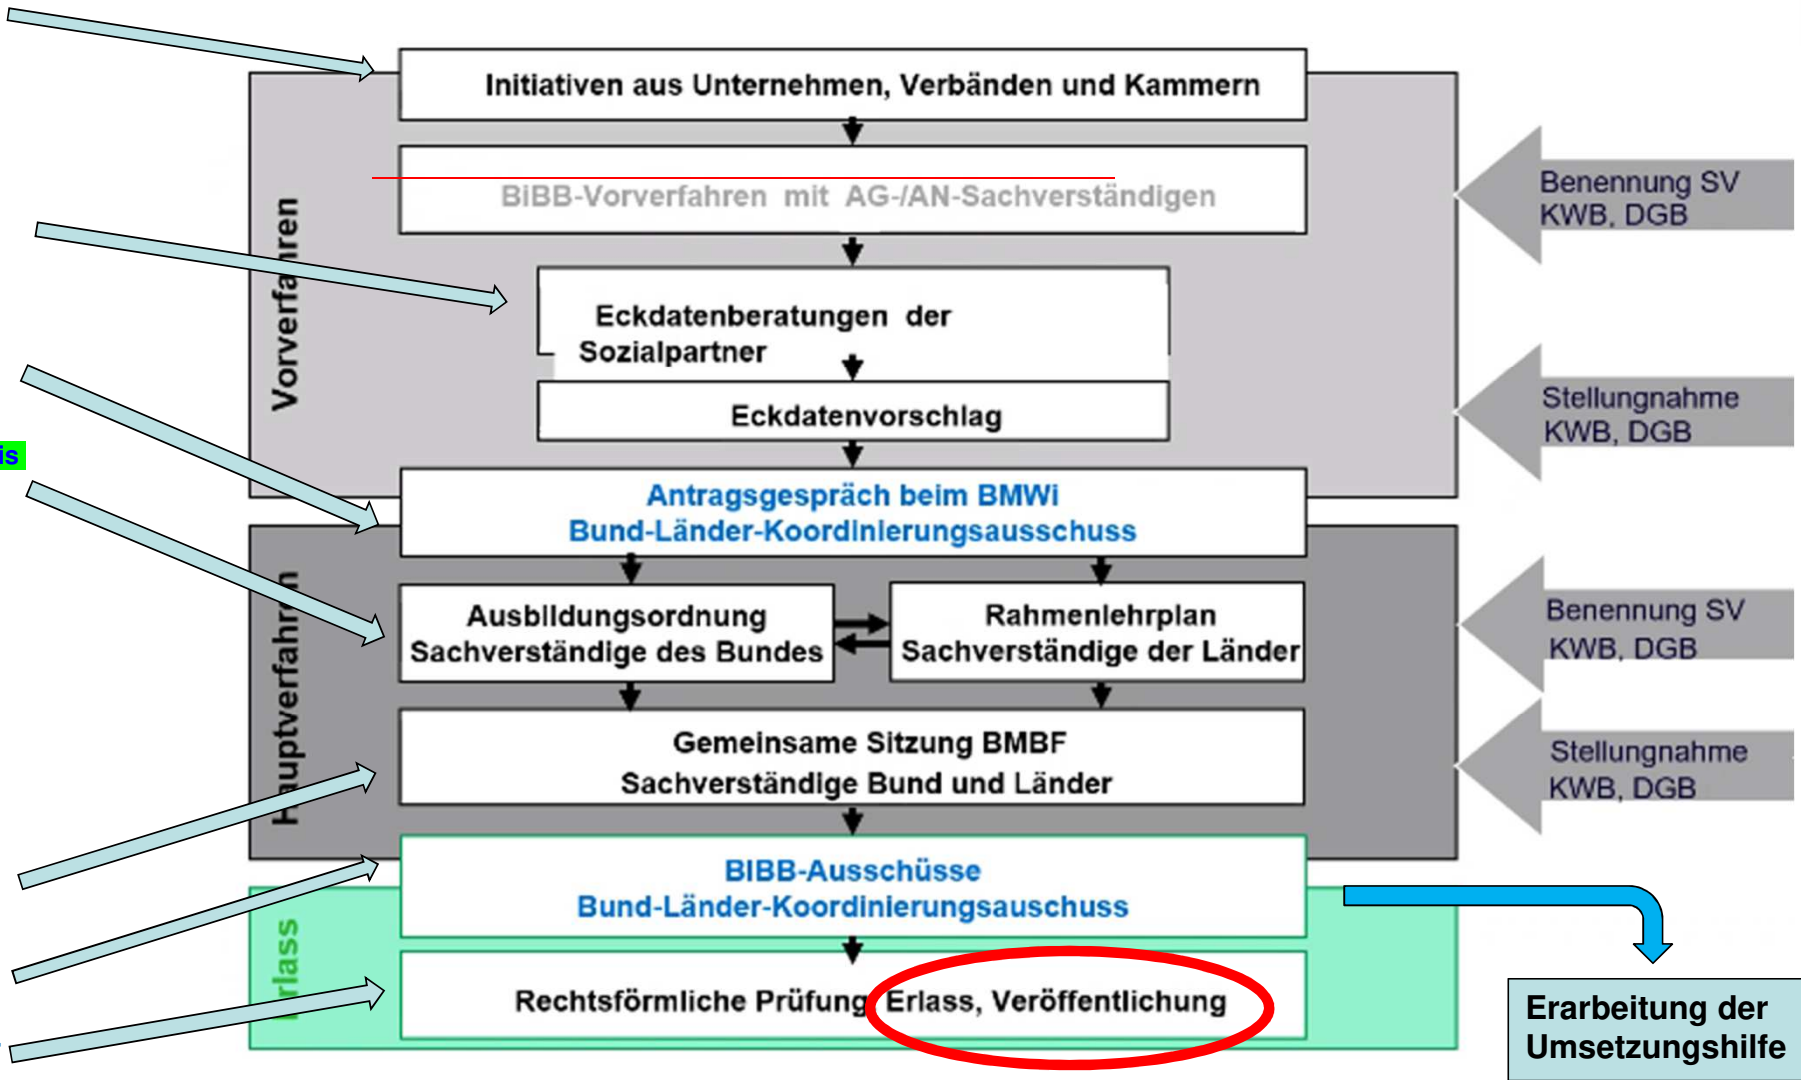 Initiativen aus Unternehmen, Verbänden und Kammern
BiBB-Vorverfahren mit AG-/AN-Sachverständigen
Benennung SV
KWB, DGB
Vorverfahren
Eckdatenberatungen der
Sozialpartner
Eckdatenvorschlag
Stellungnahme
KWB, DGB
is
Antragsgespräch beim BMWi
Bund-Länder-Koordinierungsausschuss
Hauptverfahren
Ausbildungsordnung
Sachverständige des Bundes
Rahmenlehrplan
Sachverständige der Länder
Benennung SV
KWB, DGB
Gemeinsame Sitzung BMBF
Sachverständige Bund und Länder
Stellungnahme
KWB, DGB
BIBB-Ausschüsse
Bund-Länder-Koordinierungsauschuss
Erlass
Rechtsförmliche Prüfung Erlass, Veröffentlichung
Erarbeitung der
Umsetzungshilfe